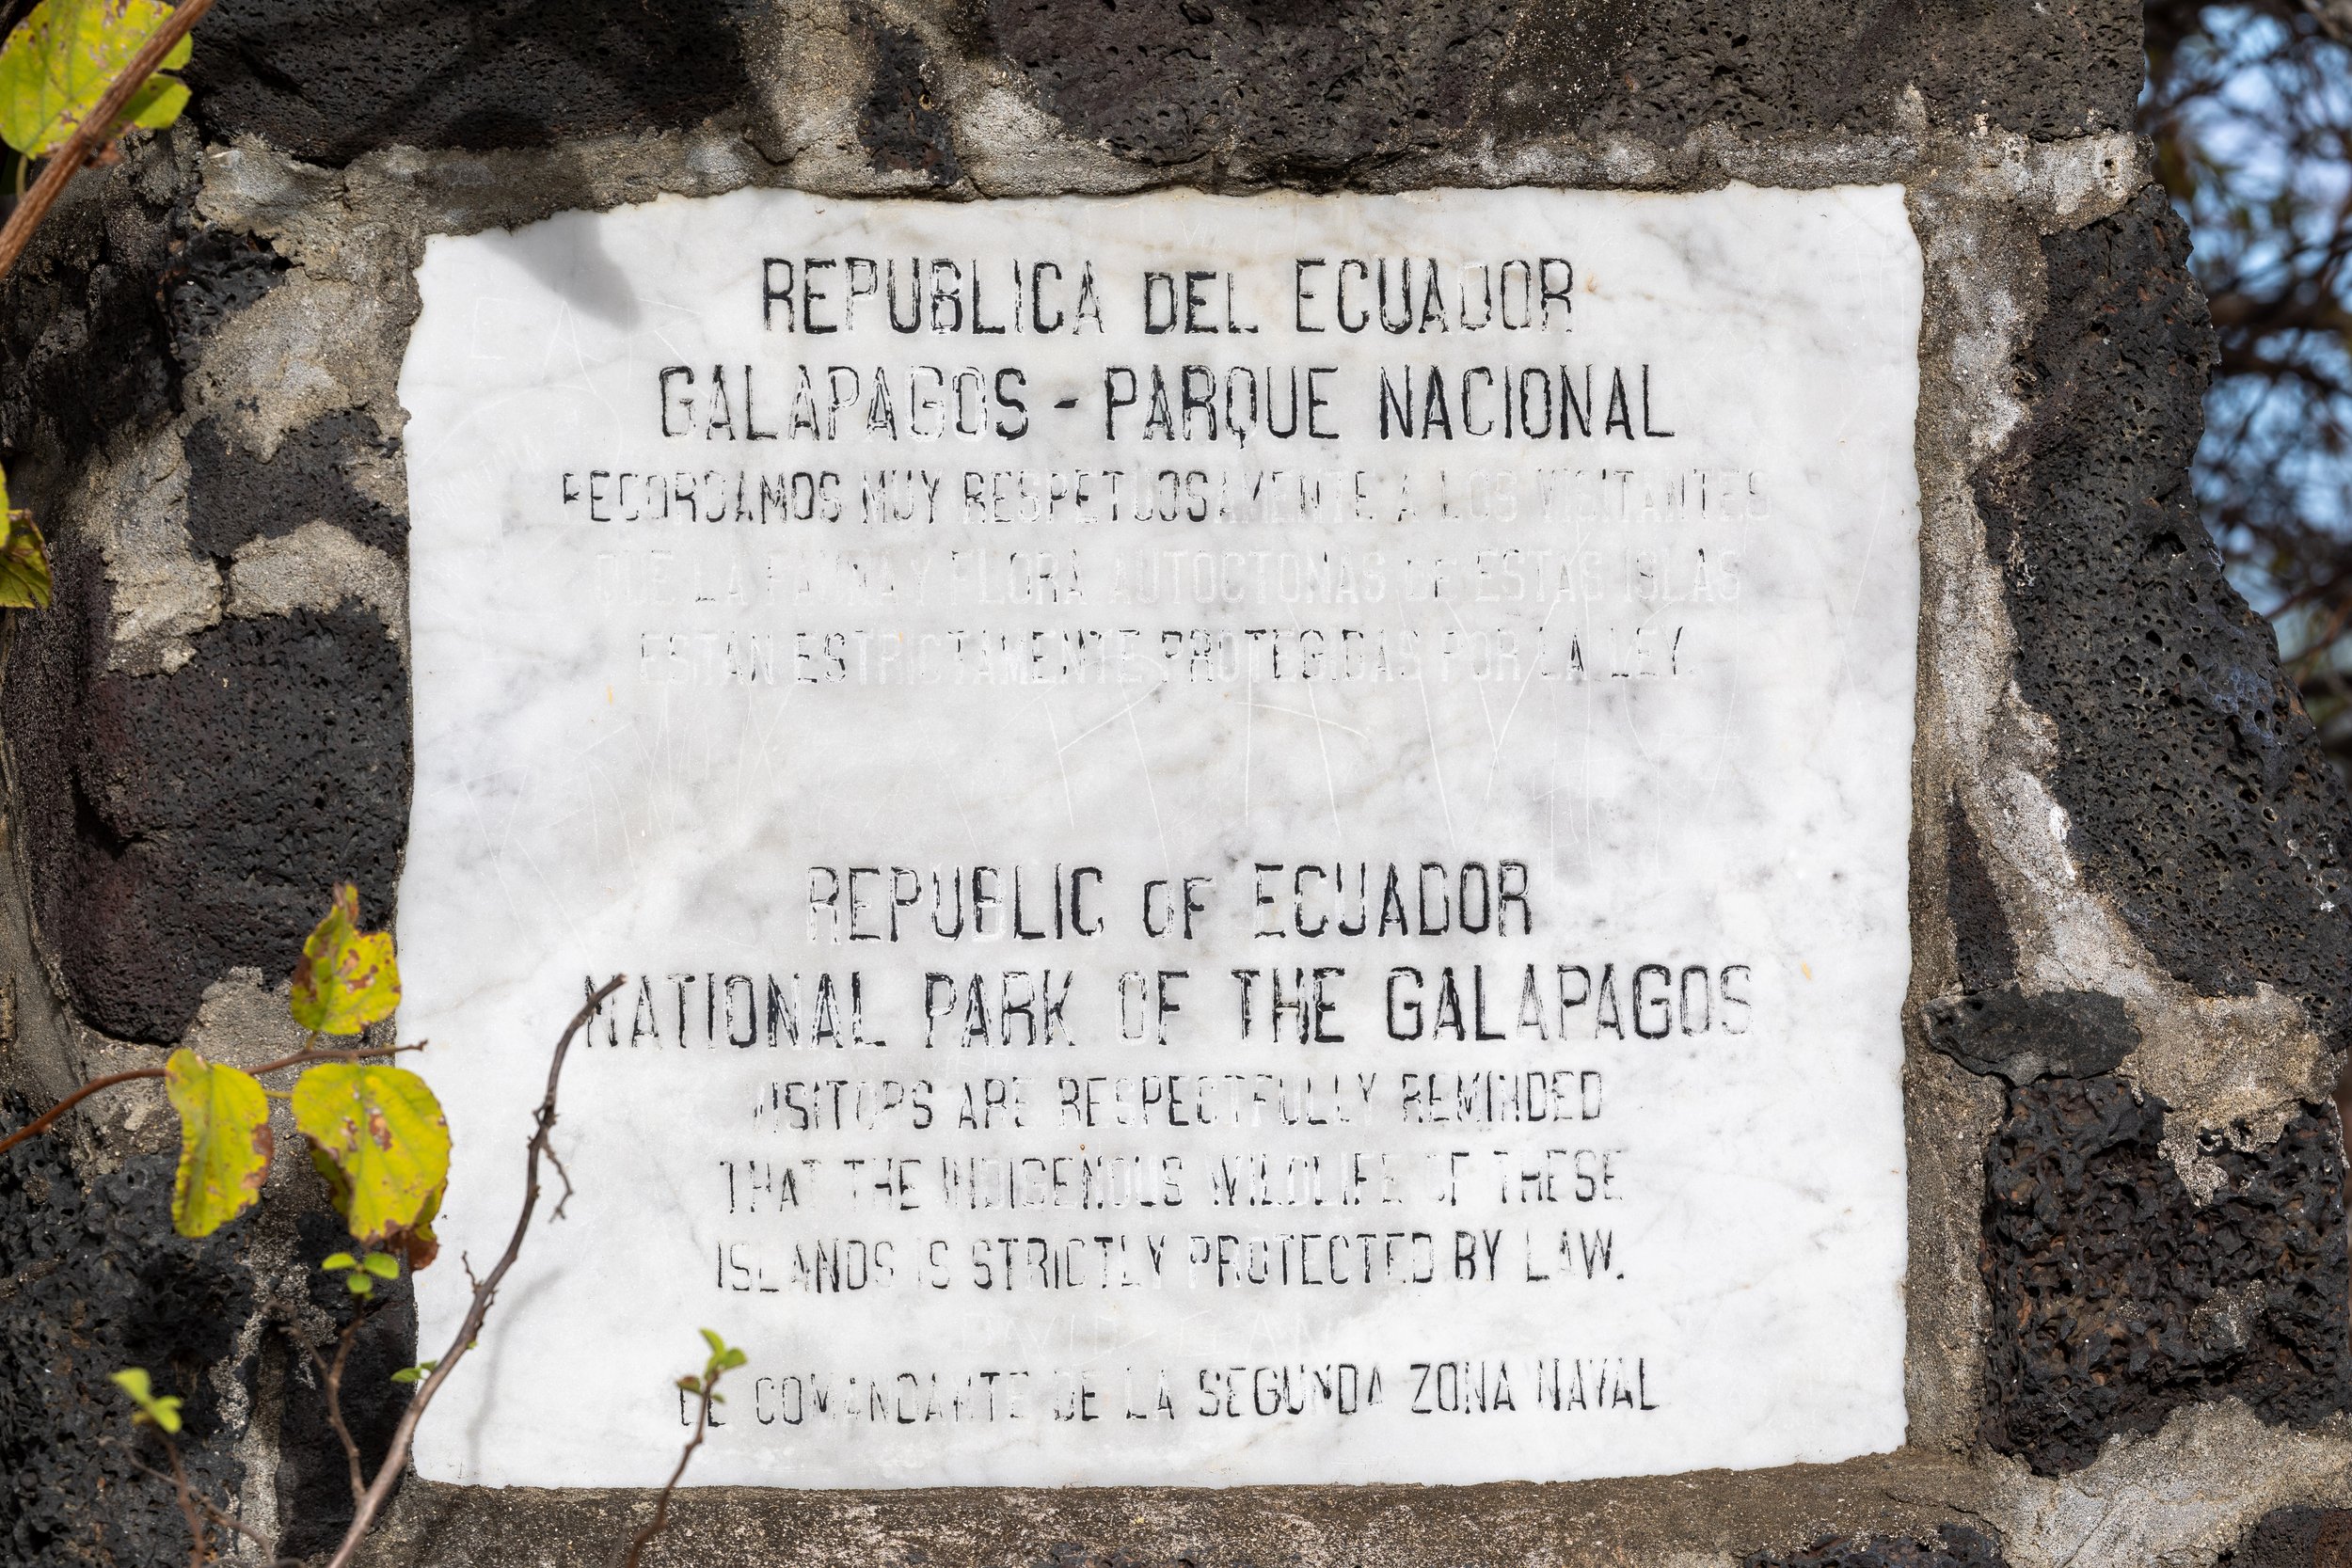 REPUBLICA DEL ECUADOR
GALAPAGOS - PARQUE NACIONAL
RECORDAMOS MUY RESPETUOSAMENTE A LOS VISITANTES
QUE LA FAUNA Y FLORA AUTOCTONAS DE ESTAS ISLAS
ESTAN ESTRICTAMENTE PROTEGIDAS POR LA LEY.
REPUBLIC OF ECUADOR
NATIONAL PARK OF THE GALAPAGOS
VISITORS ARE RESPECTFULLY REMINDED
THAT THE INDIGENOUS WILDLIFE OF THESE
ISLANDS IS STRICTLY PROTECTED BY LAW.
DAVID
EL COMANDANTE DE LA SEGUNDA ZONA NAVAL